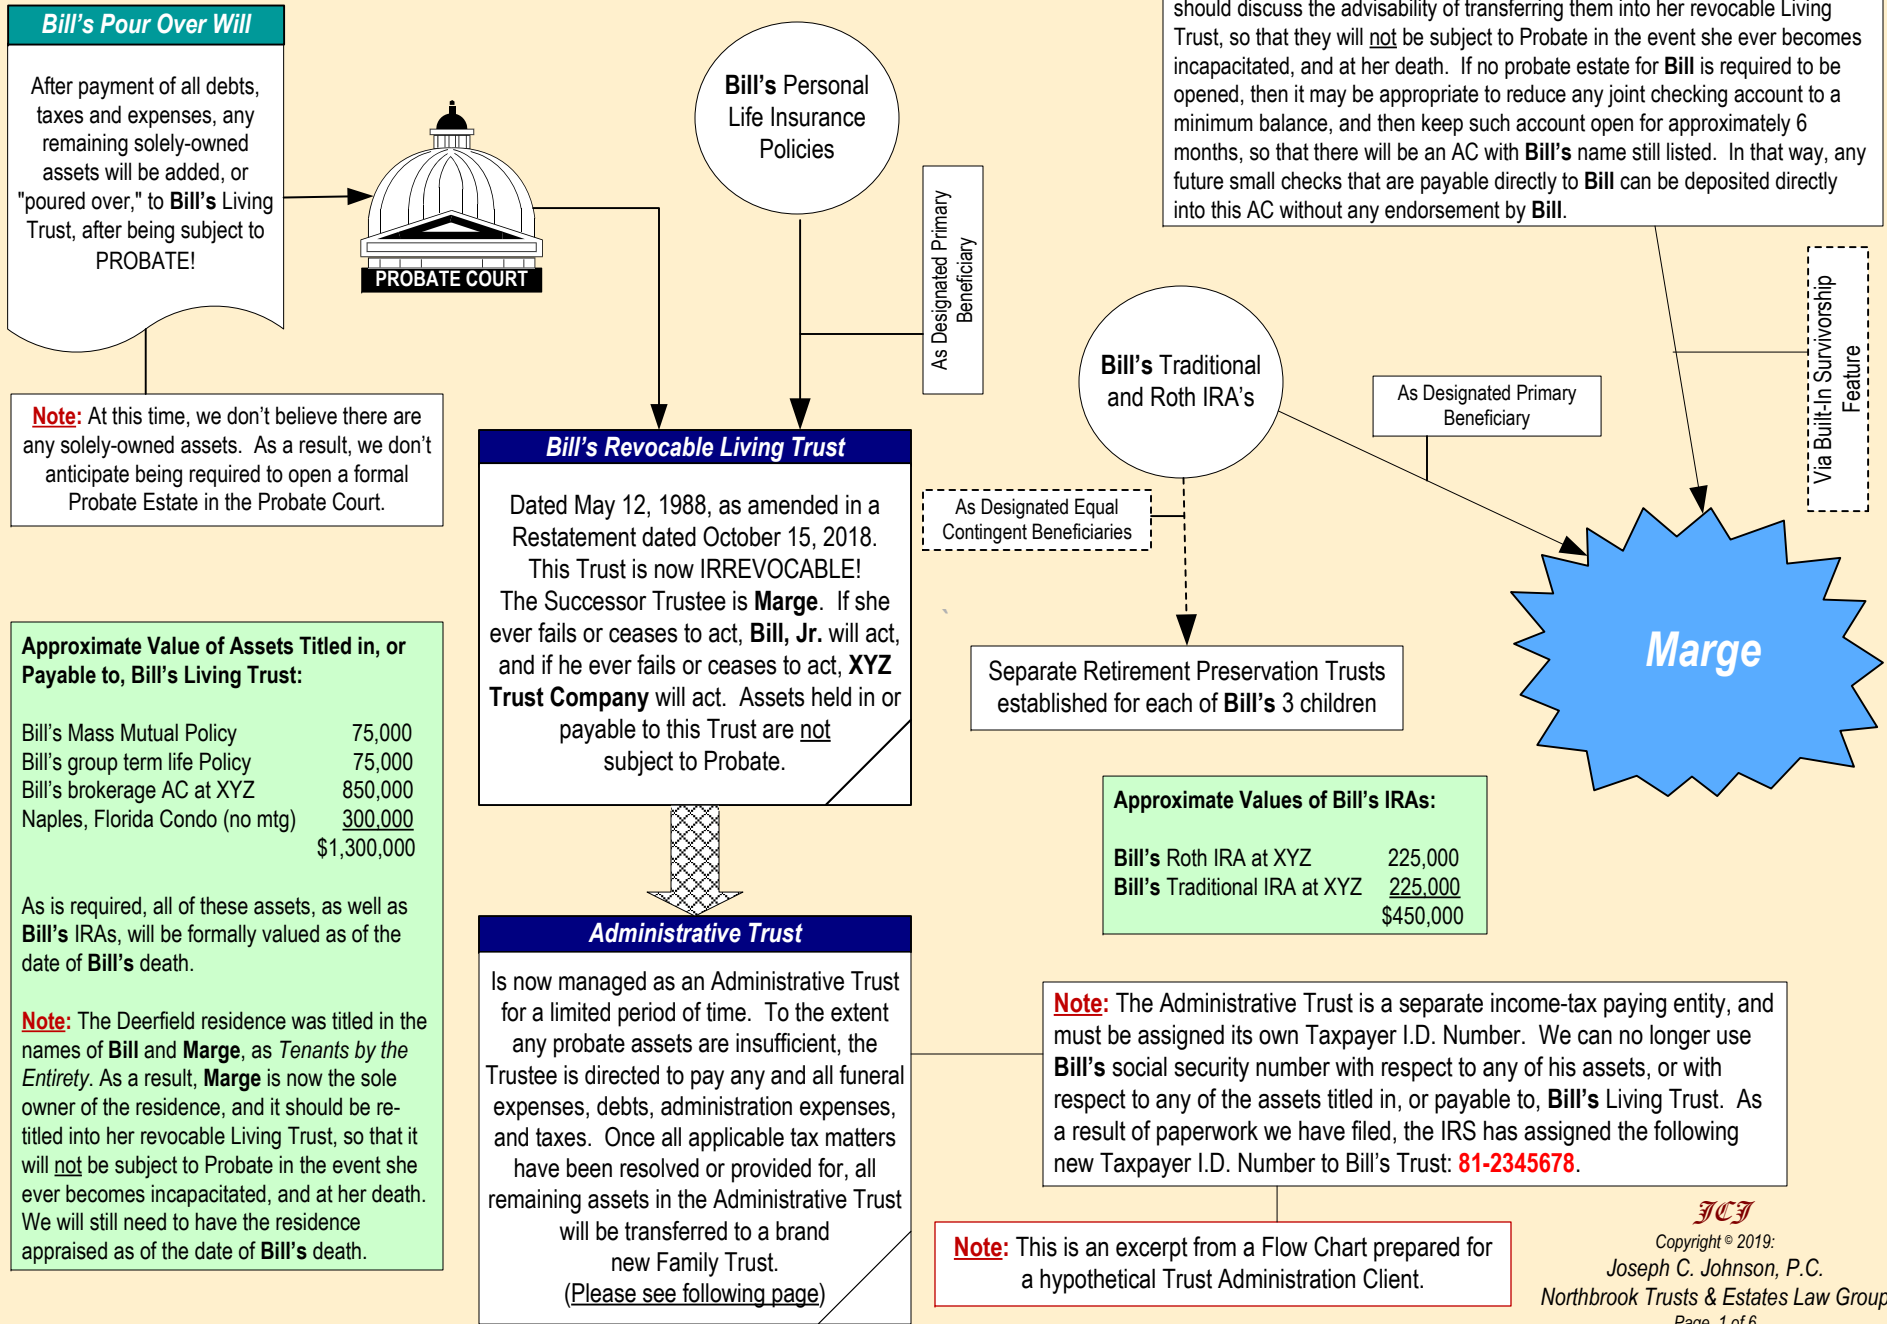 Bill's Pour Over Will
After payment of all debts,
taxes and expenses, any
remaining solely-owned
assets will be added, or
"poured over," to Bill's Living
Trust, after being subject to
PROBATE!
PROBATE COURT
Note: At this time, we don't believe there are
any solely-owned assets. As a result, we don't
anticipate being required to open a formal
Probate Estate in the Probate Court.
Bill's Personal
Life Insurance
Policies
As Designated Primary
Beneficiary
should discuss the advisability of transferring them into her revocable Living
Trust, so that they will not be subject to Probate in the event she ever becomes
incapacitated, and at her death. If no probate estate for Bill is required to be
opened, then it may be appropriate to reduce any joint checking account to a
minimum balance, and then keep such account open for approximately 6
months, so that there will be an AC with Bill's name still listed. In that way, any
future small checks that are payable directly to Bill can be deposited directly
into this AC without any endorsement by Bill.
Via Built-In Survivorship
Feature
Bill's Traditional
and Roth IRA's
As Designated Primary
Beneficiary
As Designated Equal
Contingent Beneficiaries
Separate Retirement Preservation Trusts
established for each of Bill's 3 children
Marge
Bill's Revocable Living Trust
Dated May 12, 1988, as amended in a
Restatement dated October 15, 2018.
This Trust is now IRREVOCABLE!
The Successor Trustee is Marge. If she
ever fails or ceases to act, Bill, Jr. will act,
and if he ever fails or ceases to act, XYZ
Trust Company will act. Assets held in or
payable to this Trust are not
subject to Probate.
Approximate Value of Assets Titled in, or
Payable to, Bill's Living Trust:
Bill's Mass Mutual Policy 75,000
Bill's group term life Policy 75,000
Bill's brokerage AC at XYZ 850,000
Naples, Florida Condo (no mtg) 300,000
$1,300,000
As is required, all of these assets, as well as
Bill's IRAs, will be formally valued as of the
date of Bill's death.
Note: The Deerfield residence was titled in the
names of Bill and Marge, as Tenants by the
Entirety. As a result, Marge is now the sole
owner of the residence, and it should be re-
titled into her revocable Living Trust, so that it
will not be subject to Probate in the event she
ever becomes incapacitated, and at her death.
We will still need to have the residence
appraised as of the date of Bill's death.
Approximate Values of Bill's IRAs:
Bill's Roth IRA at XYZ 225,000
Bill's Traditional IRA at XYZ 225,000
$450,000
Administrative Trust
Is now managed as an Administrative Trust
for a limited period of time. To the extent
any probate assets are insufficient, the
Trustee is directed to pay any and all funeral
expenses, debts, administration expenses,
and taxes. Once all applicable tax matters
have been resolved or provided for, all
remaining assets in the Administrative Trust
will be transferred to a brand
new Family Trust.
(Please see following page)
Note: The Administrative Trust is a separate income-tax paying entity, and
must be assigned its own Taxpayer I.D. Number. We can no longer use
Bill's social security number with respect to any of his assets, or with
respect to any of the assets titled in, or payable to, Bill's Living Trust. As
a result of paperwork we have filed, the IRS has assigned the following
new Taxpayer I.D. Number to Bill's Trust: 81-2345678.
Note: This is an excerpt from a Flow Chart prepared for
a hypothetical Trust Administration Client.
JCJ
Copyright © 2019:
Joseph C. Johnson, P.C.
Northbrook Trusts & Estates Law Group
Page 1 of 6